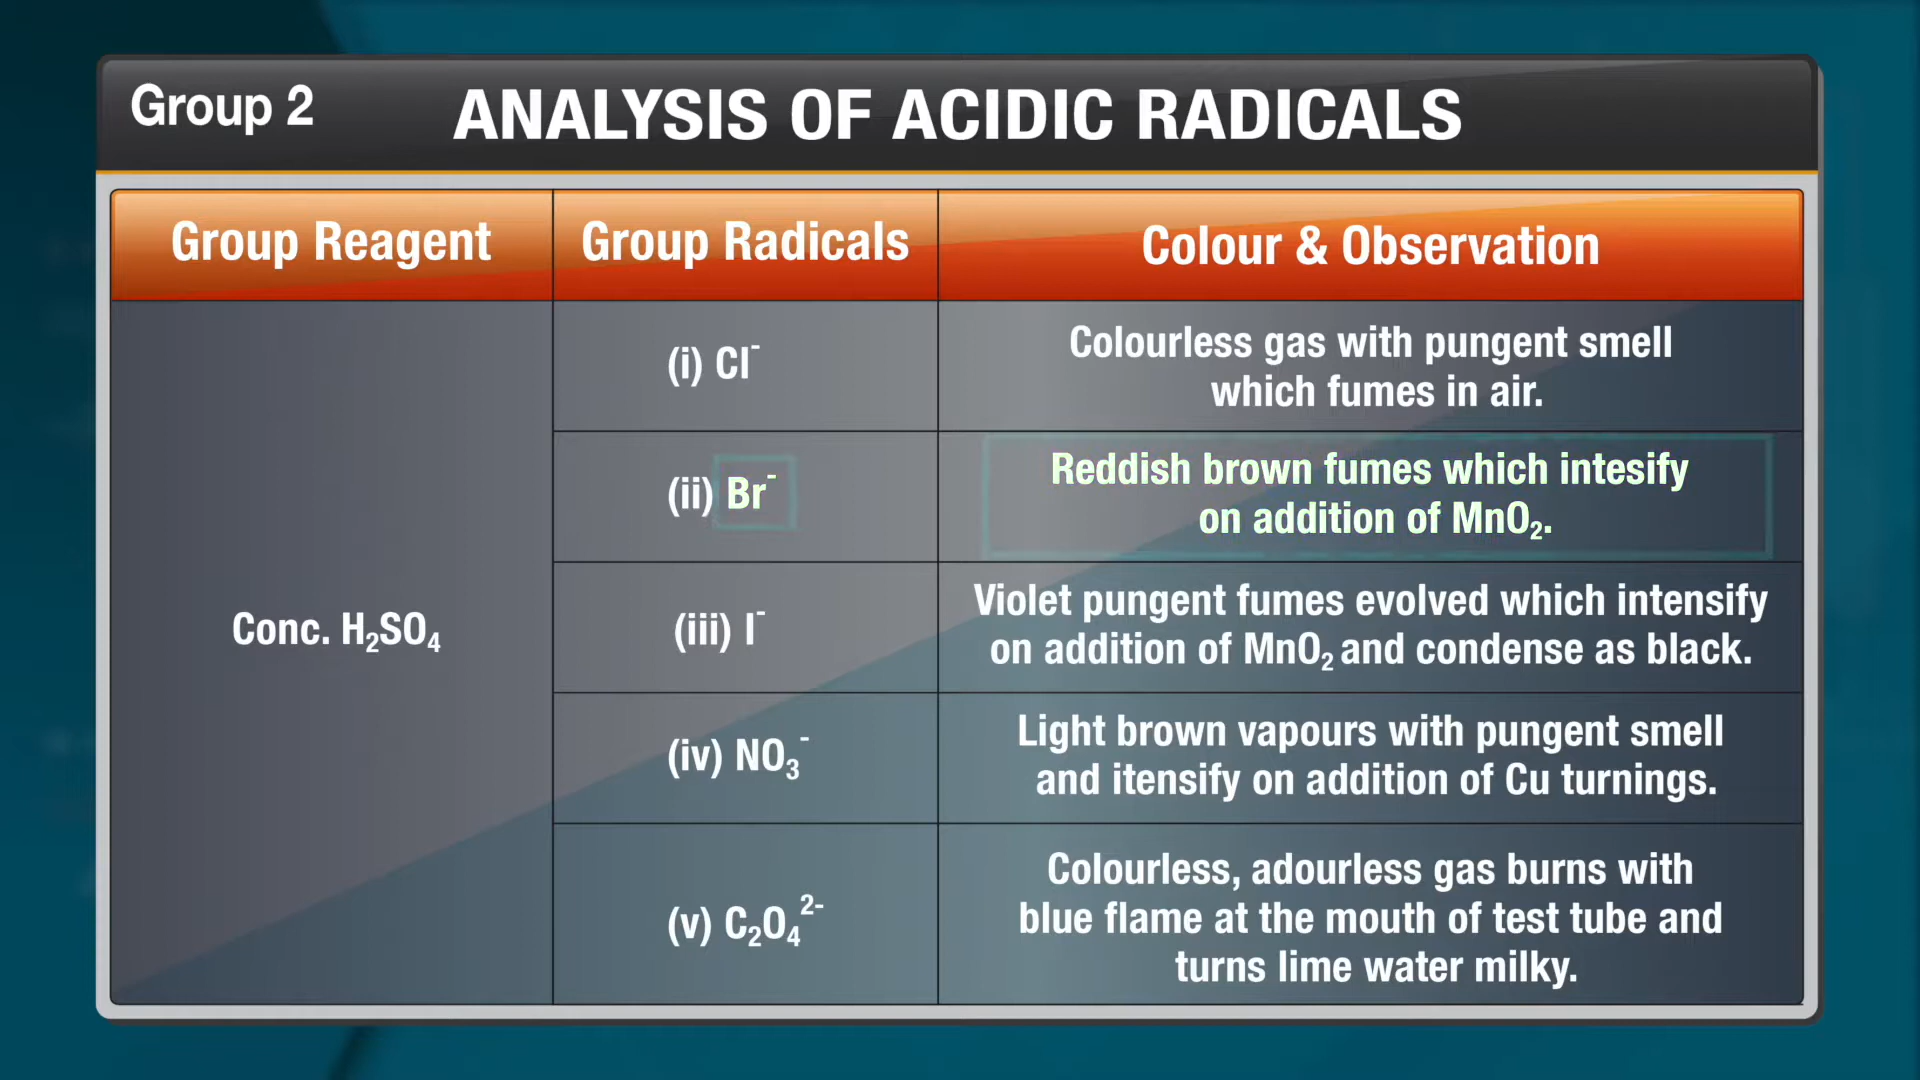 Group 2
ANALYSIS OF ACIDIC RADICALS
Group Reagent
Group Radicals
Colour & Observation
Conc. H₂SO₄
(i) Cl⁻
Colourless gas with pungent smell
which fumes in air.
(ii) Br⁻
Reddish brown fumes which intesify
on addition of MnO₂.
(iii) I⁻
Violet pungent fumes evolved which intensify
on addition of MnO₂ and condense as black.
(iv) NO₃⁻
Light brown vapours with pungent smell
and itensify on addition of Cu turnings.
(v) C₂O₄²⁻
Colourless, adourless gas burns with
blue flame at the mouth of test tube and
turns lime water milky.